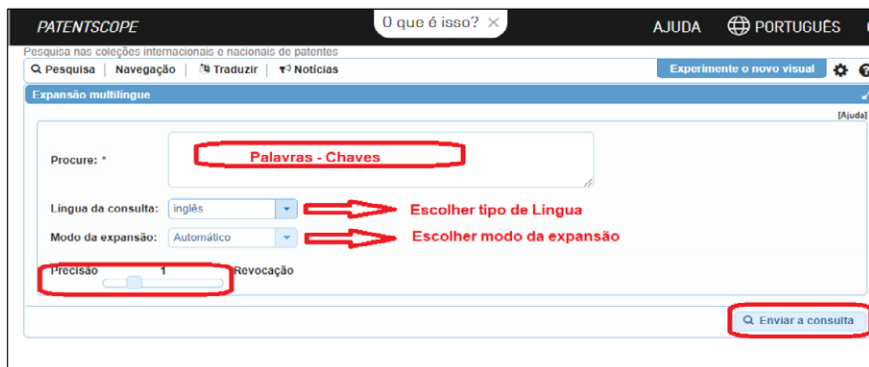 PATENTSCOPE O que é isso? × AJUDA PORTUGUÊS
Pesquisa nas coleções internacionais e nacionais de patentes
Pesquisa | Navegação | Traduzir | Notícias Experimente o novo visual
Expansão multilingue
[Ajuda]
Procure: * Palavras - Chaves
Língua da consulta: inglês Escolher tipo de Língua
Modo da expansão: Automático Escolher modo da expansão
Precisão 1 Revocação
Enviar a consulta